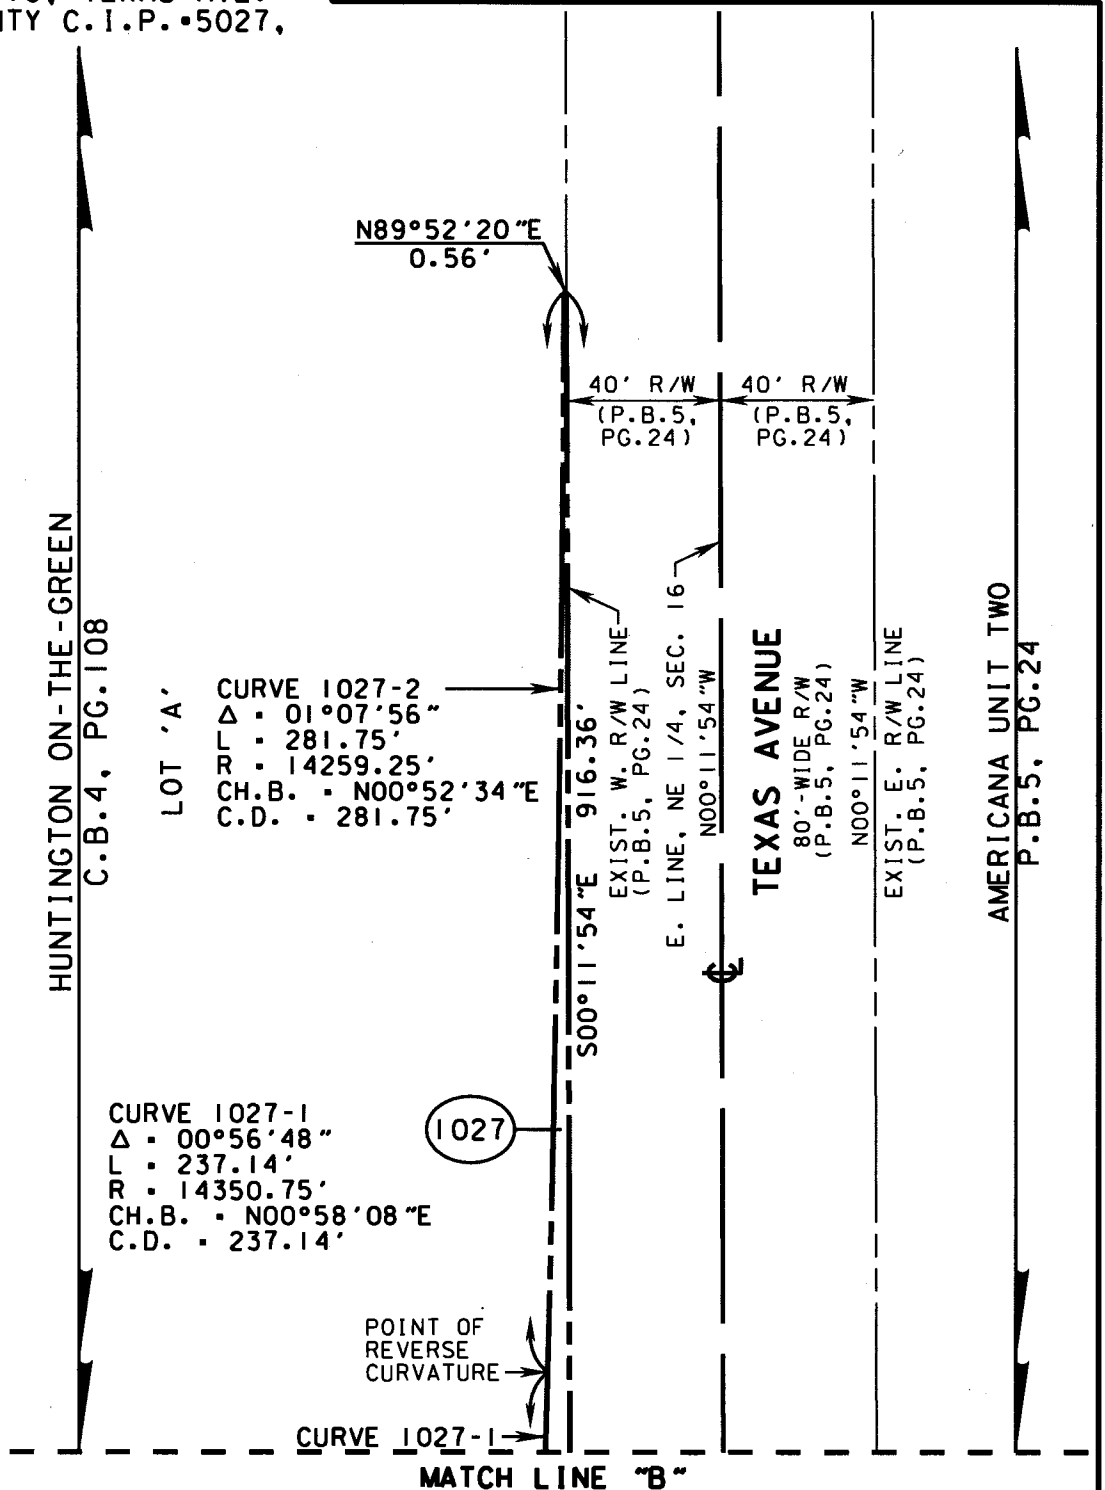 ITY C.I.P.▪5027,
N89°52'20"E
0.56'
40' R/W
(P.B.5,
PG.24)
40' R/W
(P.B.5,
PG.24)
HUNTINGTON ON-THE-GREEN
C.B.4, PG.108
LOT 'A'
CURVE 1027-2
Δ ▪ 01°07'56"
L ▪ 281.75'
R ▪ 14259.25'
CH.B. ▪ N00°52'34"E
C.D. ▪ 281.75'
S00°11'54"E 916.36'
EXIST. W. R/W LINE
(P.B.5, PG.24)
E. LINE, NE 1/4, SEC. 16
N00°11'54"W
TEXAS AVENUE
80'-WIDE R/W
(P.B.5, PG.24)
N00°11'54"W
EXIST. E. R/W LINE
(P.B.5, PG.24)
AMERICANA UNIT TWO
P.B.5, PG.24
CURVE 1027-1
Δ ▪ 00°56'48"
L ▪ 237.14'
R ▪ 14350.75'
CH.B. ▪ N00°58'08"E
C.D. ▪ 237.14'
1027
POINT OF
REVERSE
CURVATURE
CURVE 1027-1
MATCH LINE "B"